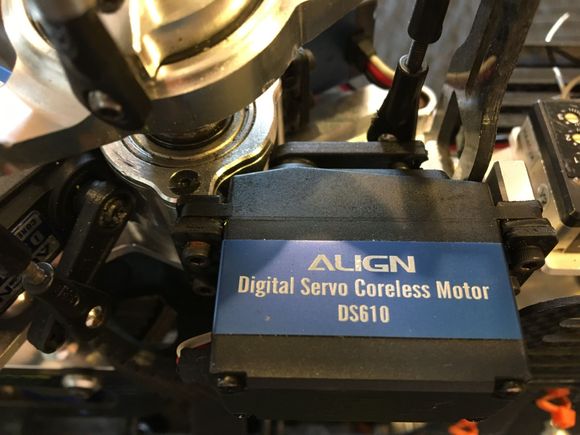 ALIGN
Digital Servo Coreless Motor
DS610